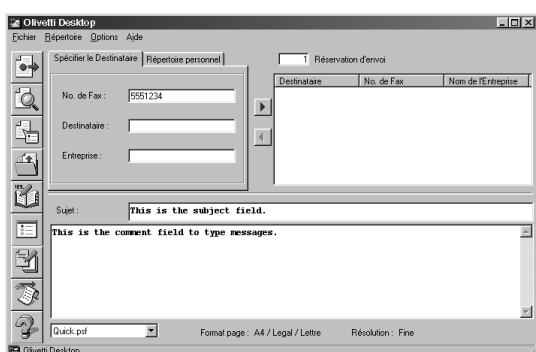 Olivetti Desktop
Fichier Répertoire Options Aide
Spécifier le Destinataire Répertoire personnel
1 Réservation d'envoi
Destinataire No. de Fax Nom de l'Entreprise
No. de Fax : 5551234
Destinataire :
Entreprise :
Sujet : This is the subject field.
This is the comment field to type messages.
Quick.psf Format page : A4 / Legal / Lettre Résolution : Fine
Olivetti Desktop